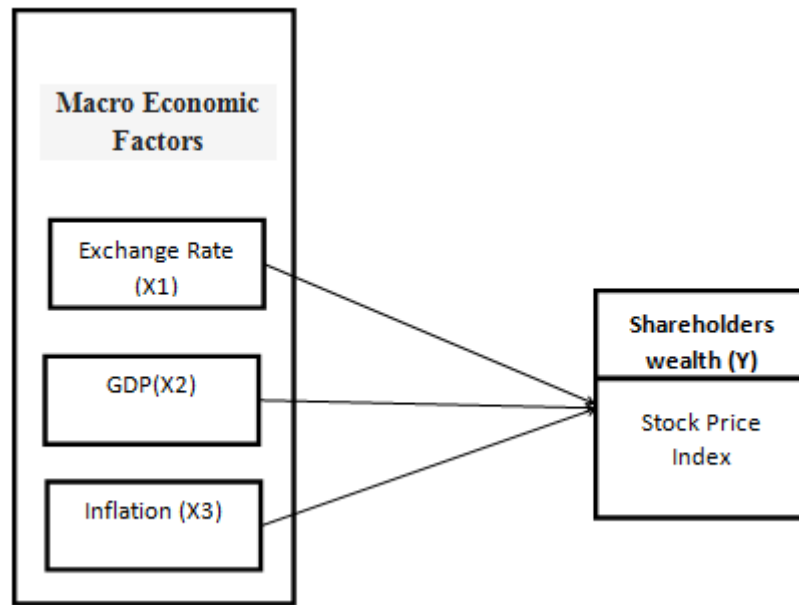 Macro Economic
Factors
Exchange Rate
(X1)
GDP(X2)
Inflation (X3)
Shareholders
wealth (Y)
Stock Price
Index